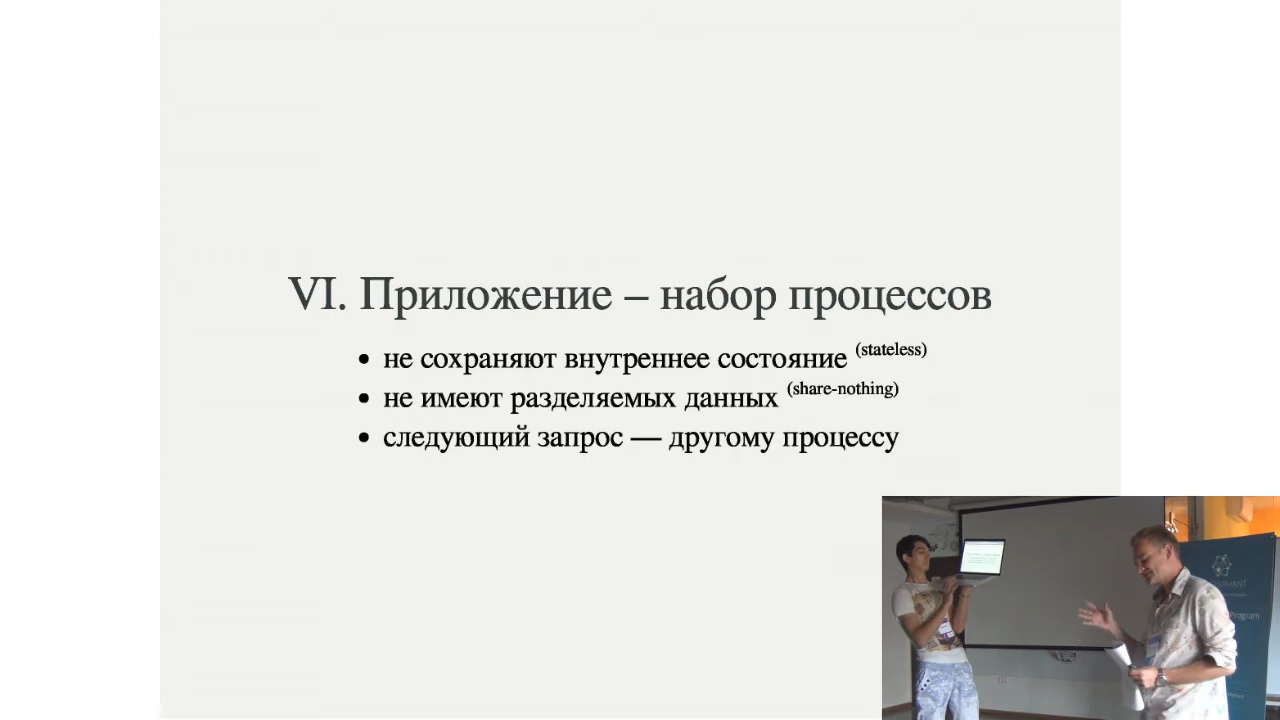 VI. Приложение – набор процессов
• не сохраняют внутреннее состояние (stateless)
• не имеют разделяемых данных (share-nothing)
• следующий запрос — другому процессу
Program